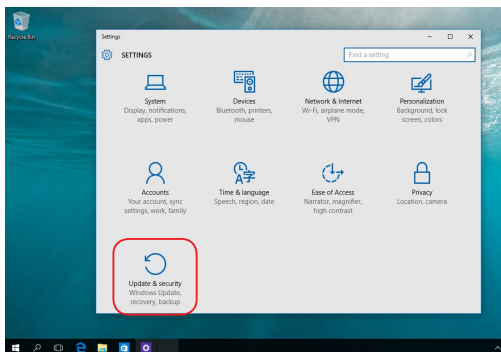 Recycle Bin
Settings
SETTINGS
Find a setting
System
Display, notifications,
apps, power
Devices
Bluetooth, printers,
mouse
Network & Internet
Wi-Fi, airplane mode,
VPN
Personalization
Background, lock
screen, colors
Accounts
Your account, sync
settings, work, family
Time & language
Speech, region, date
Ease of Access
Narrator, magnifier,
high contrast
Privacy
Location, camera
Update & security
Windows Update,
recovery, backup